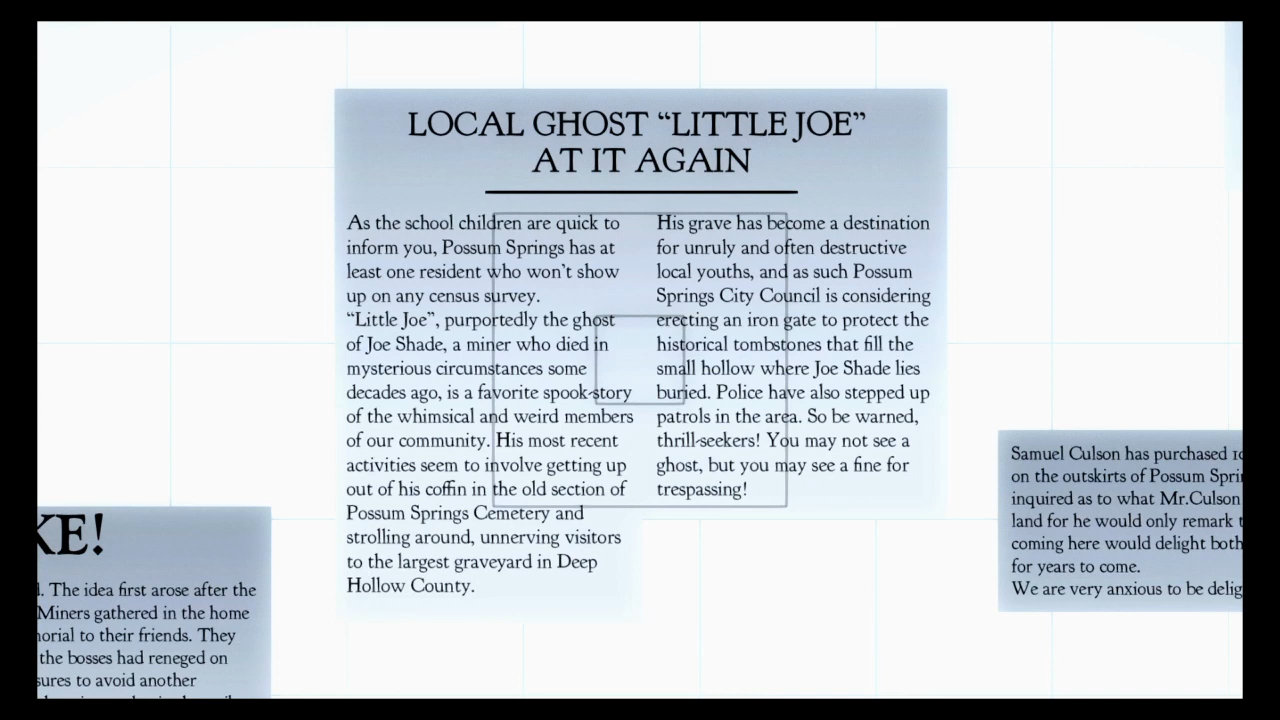 LOCAL GHOST “LITTLE JOE”
AT IT AGAIN
As the school children are quick to
inform you, Possum Springs has at
least one resident who won’t show
up on any census survey.
“Little Joe”, purportedly the ghost
of Joe Shade, a miner who died in
mysterious circumstances some
decades ago, is a favorite spook-story
of the whimsical and weird members
of our community. His most recent
activities seem to involve getting up
out of his coffin in the old section of
Possum Springs Cemetery and
strolling around, unnerving visitors
to the largest graveyard in Deep
Hollow County.
His grave has become a destination
for unruly and often destructive
local youths, and as such Possum
Springs City Council is considering
erecting an iron gate to protect the
historical tombstones that fill the
small hollow where Joe Shade lies
buried. Police have also stepped up
patrols in the area. So be warned,
thrill-seekers! You may not see a
ghost, but you may see a fine for
trespassing!
KE!
. The idea first arose after the
Miners gathered in the home
orial to their friends. They
the bosses had reneged on
sures to avoid another
Samuel Culson has purchased
on the outskirts of Possum Spri
inquired as to what Mr.Culson
land for he would only remark
coming here would delight both
for years to come.
We are very anxious to be delig